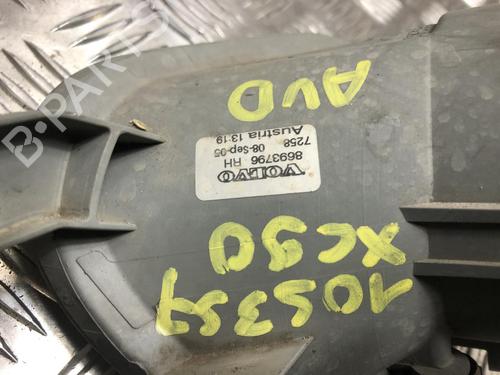 VOLVO
8693796 RH
7258 08-Sep-05
Austria 13:19
AVD
XC90
B-PARTS